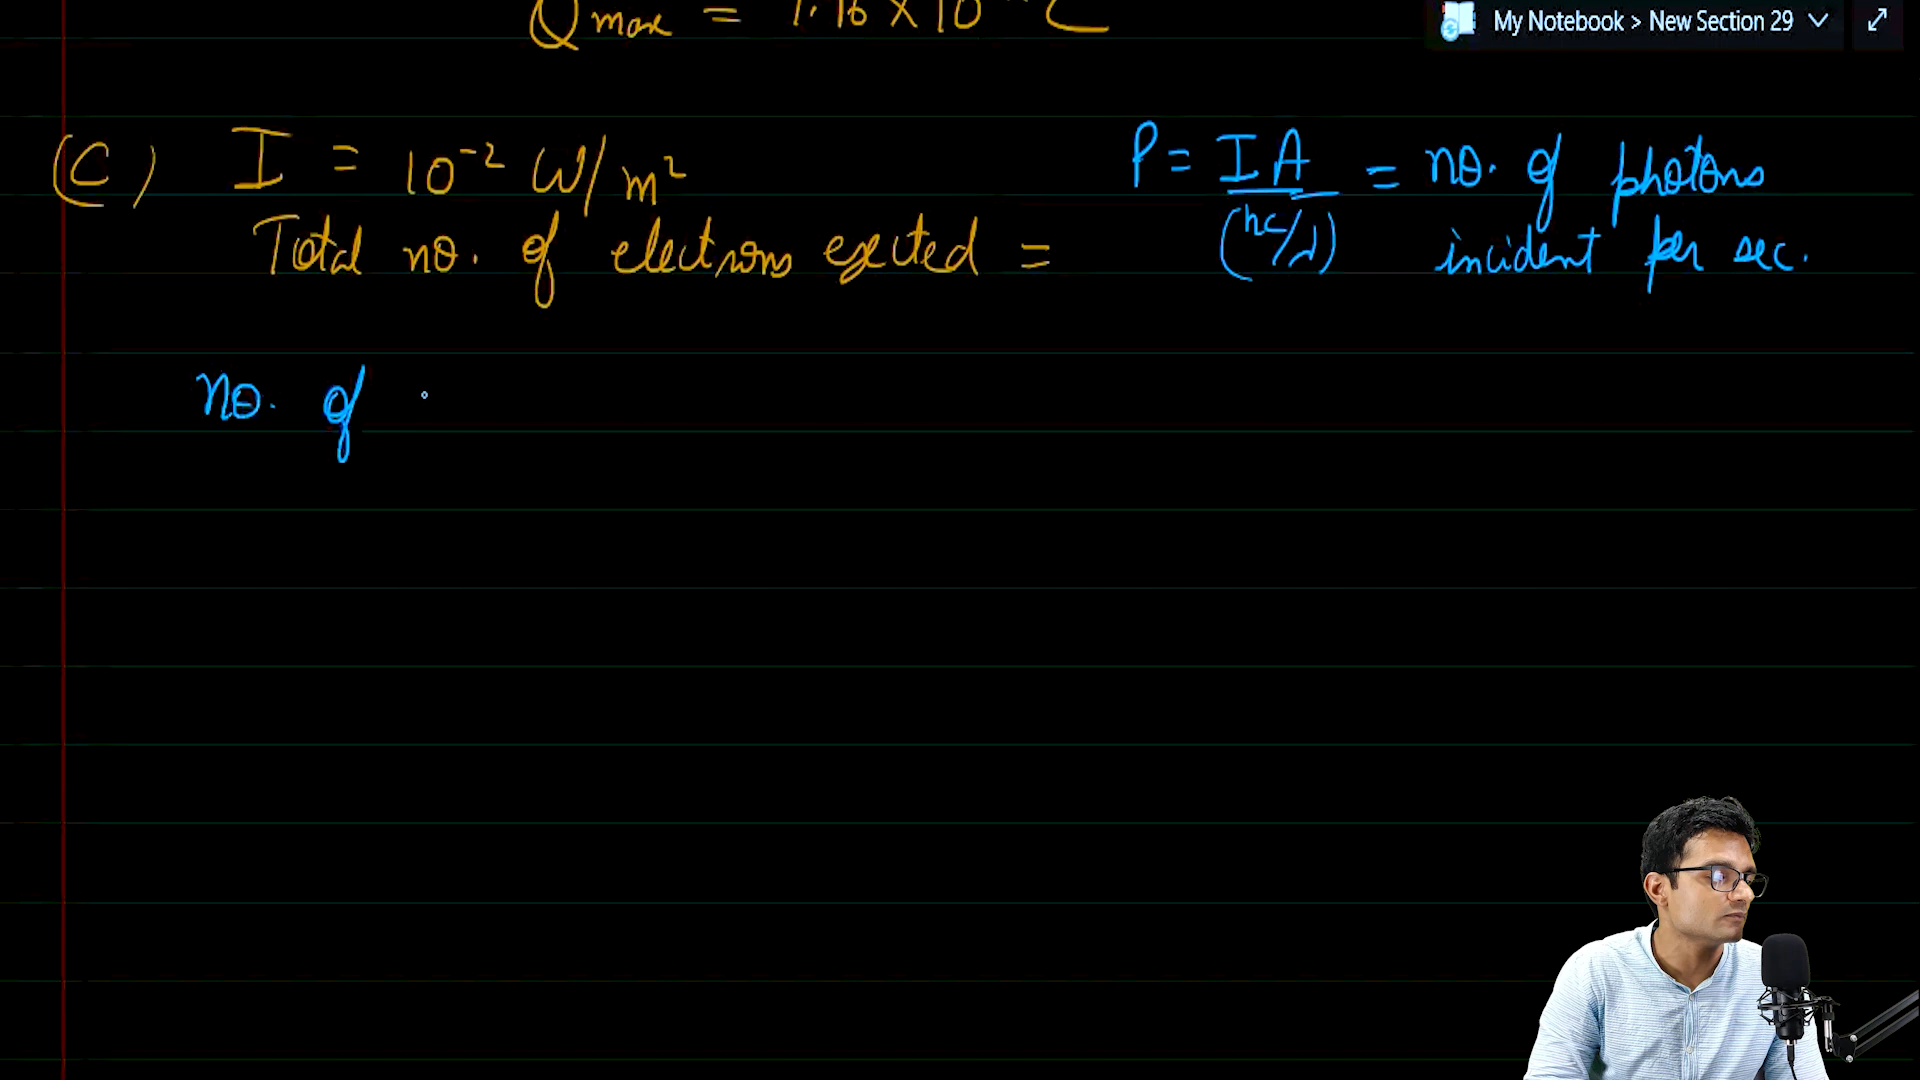 Qmax = 1.16 × 10 C
My Notebook > New Section 29
(C) I = 10⁻² W/m²
P = IA/(hc/λ) = no. of photons incident per sec.
Total no. of electrons ejected =
no. of